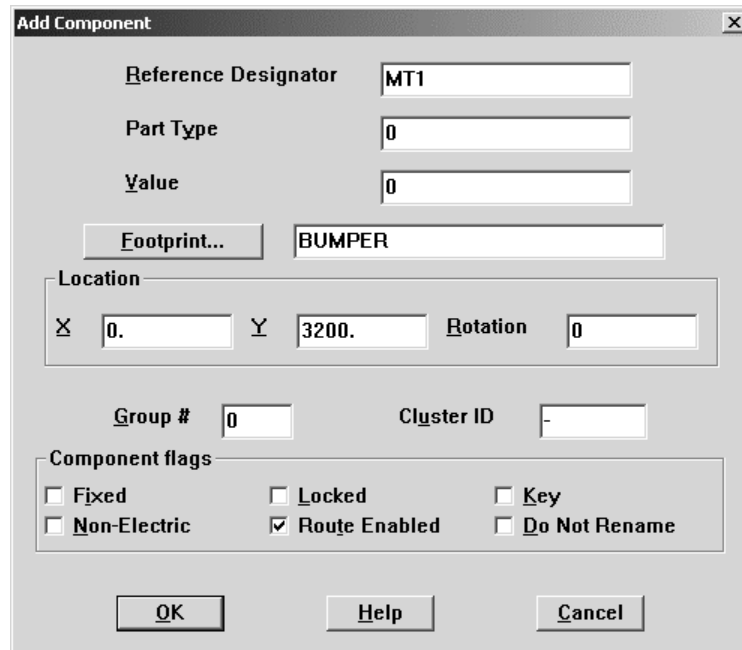 Add Component
Reference Designator MT1
Part Type 0
Value 0
Footprint... BUMPER
Location
X 0. Y 3200. Rotation 0
Group # 0 Cluster ID -
Component flags
Fixed Locked Key
Non-Electric Route Enabled Do Not Rename
OK Help Cancel